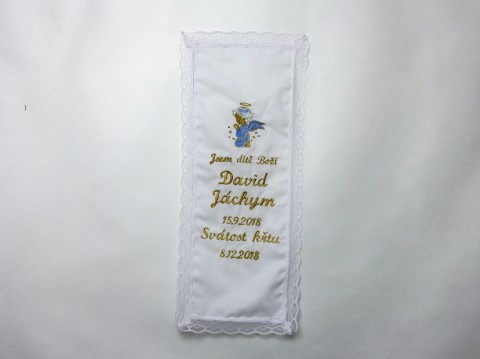 Jsem dítě Boží
David
Jáchym
15.9.2018
Svátost křtu
8.12.2018